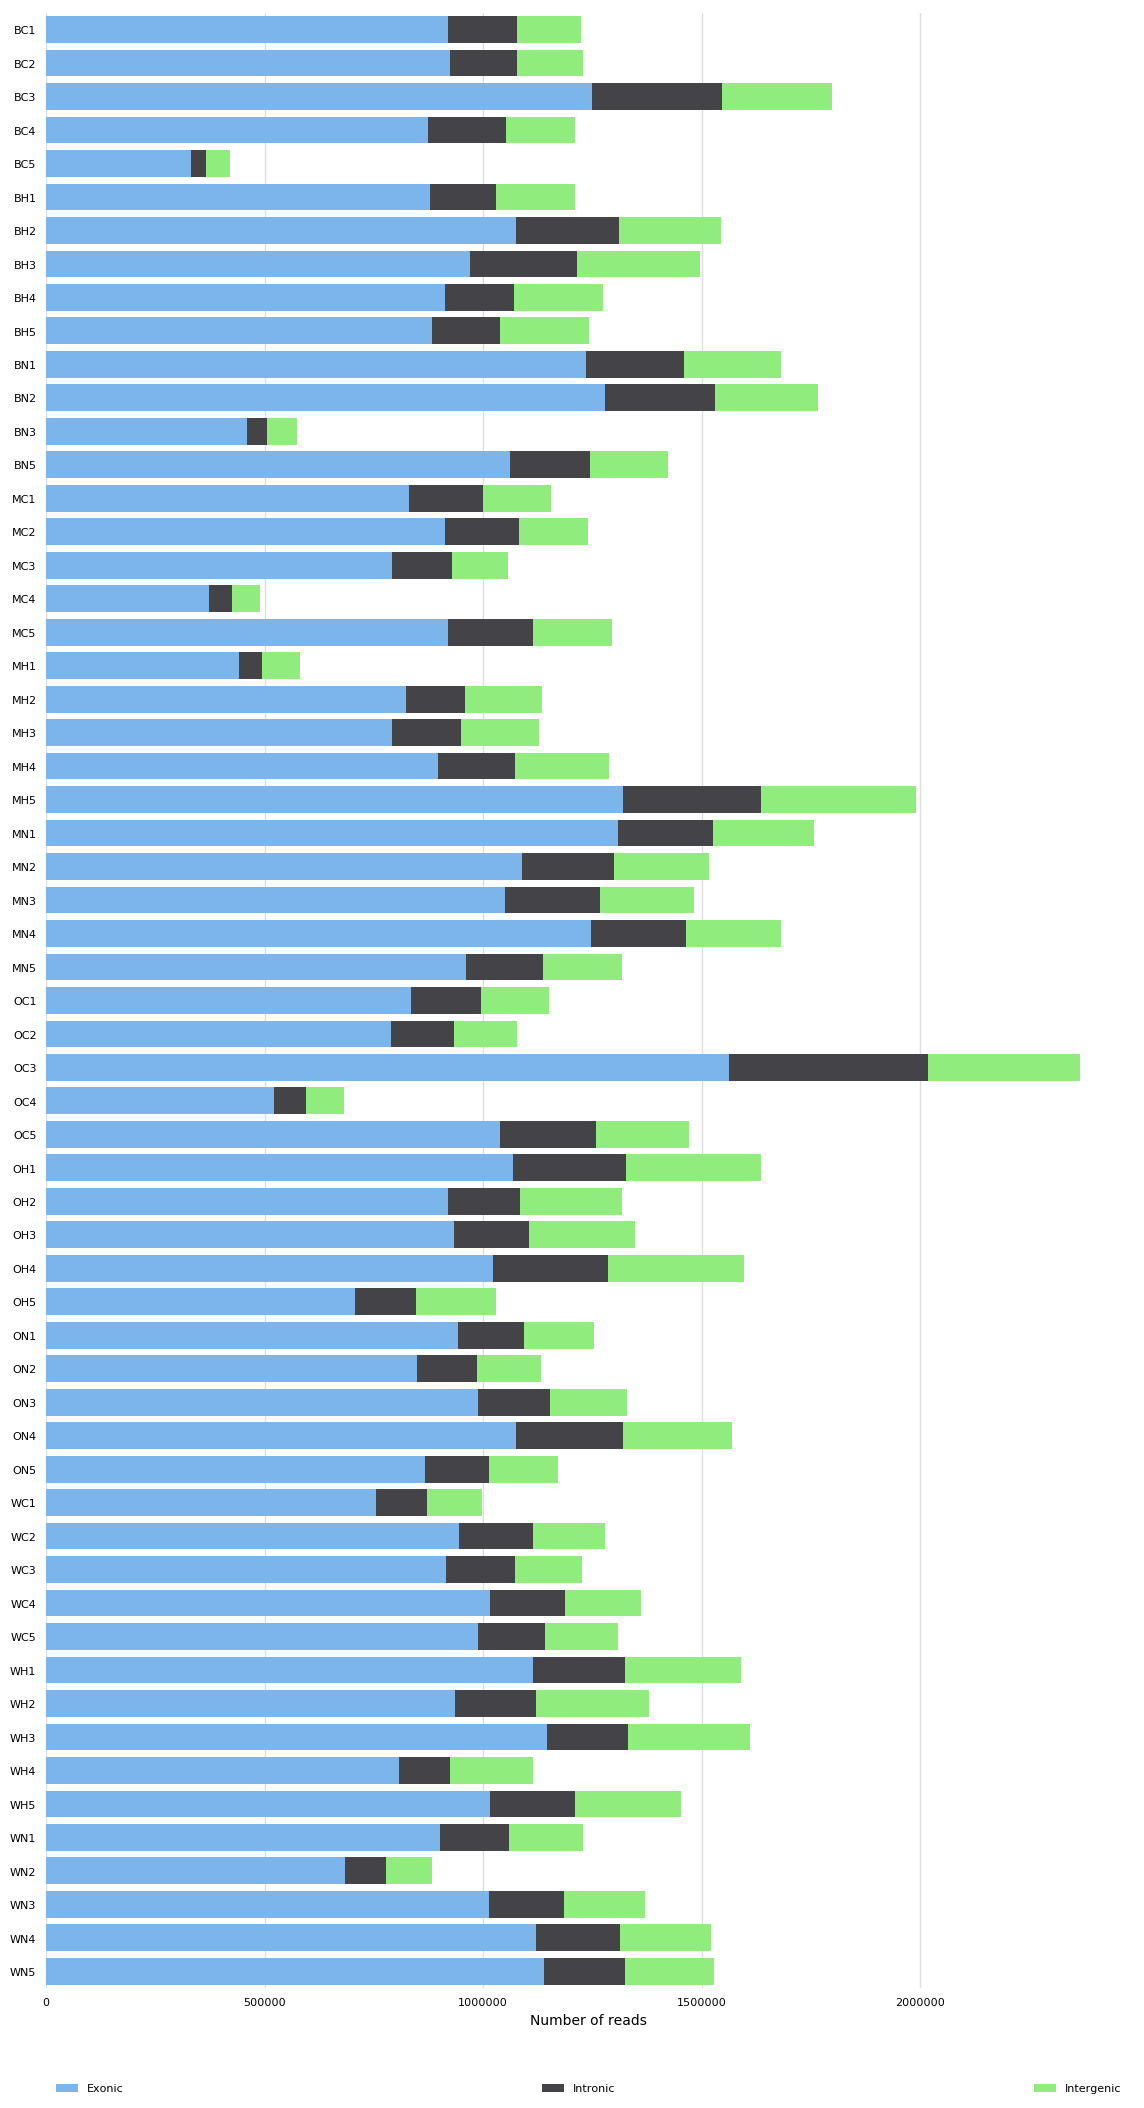 BC1
BC2
BC3
BC4
BC5
BH1
BH2
BH3
BH4
BH5
BN1
BN2
BN3
BN5
MC1
MC2
MC3
MC4
MC5
MH1
MH2
MH3
MH4
MH5
MN1
MN2
MN3
MN4
MN5
OC1
OC2
OC3
OC4
OC5
OH1
OH2
OH3
OH4
OH5
ON1
ON2
ON3
ON4
ON5
WC1
WC2
WC3
WC4
WC5
WH1
WH2
WH3
WH4
WH5
WN1
WN2
WN3
WN4
WN5
0 500000 1000000 1500000 2000000
Number of reads
Exonic Intronic Intergenic